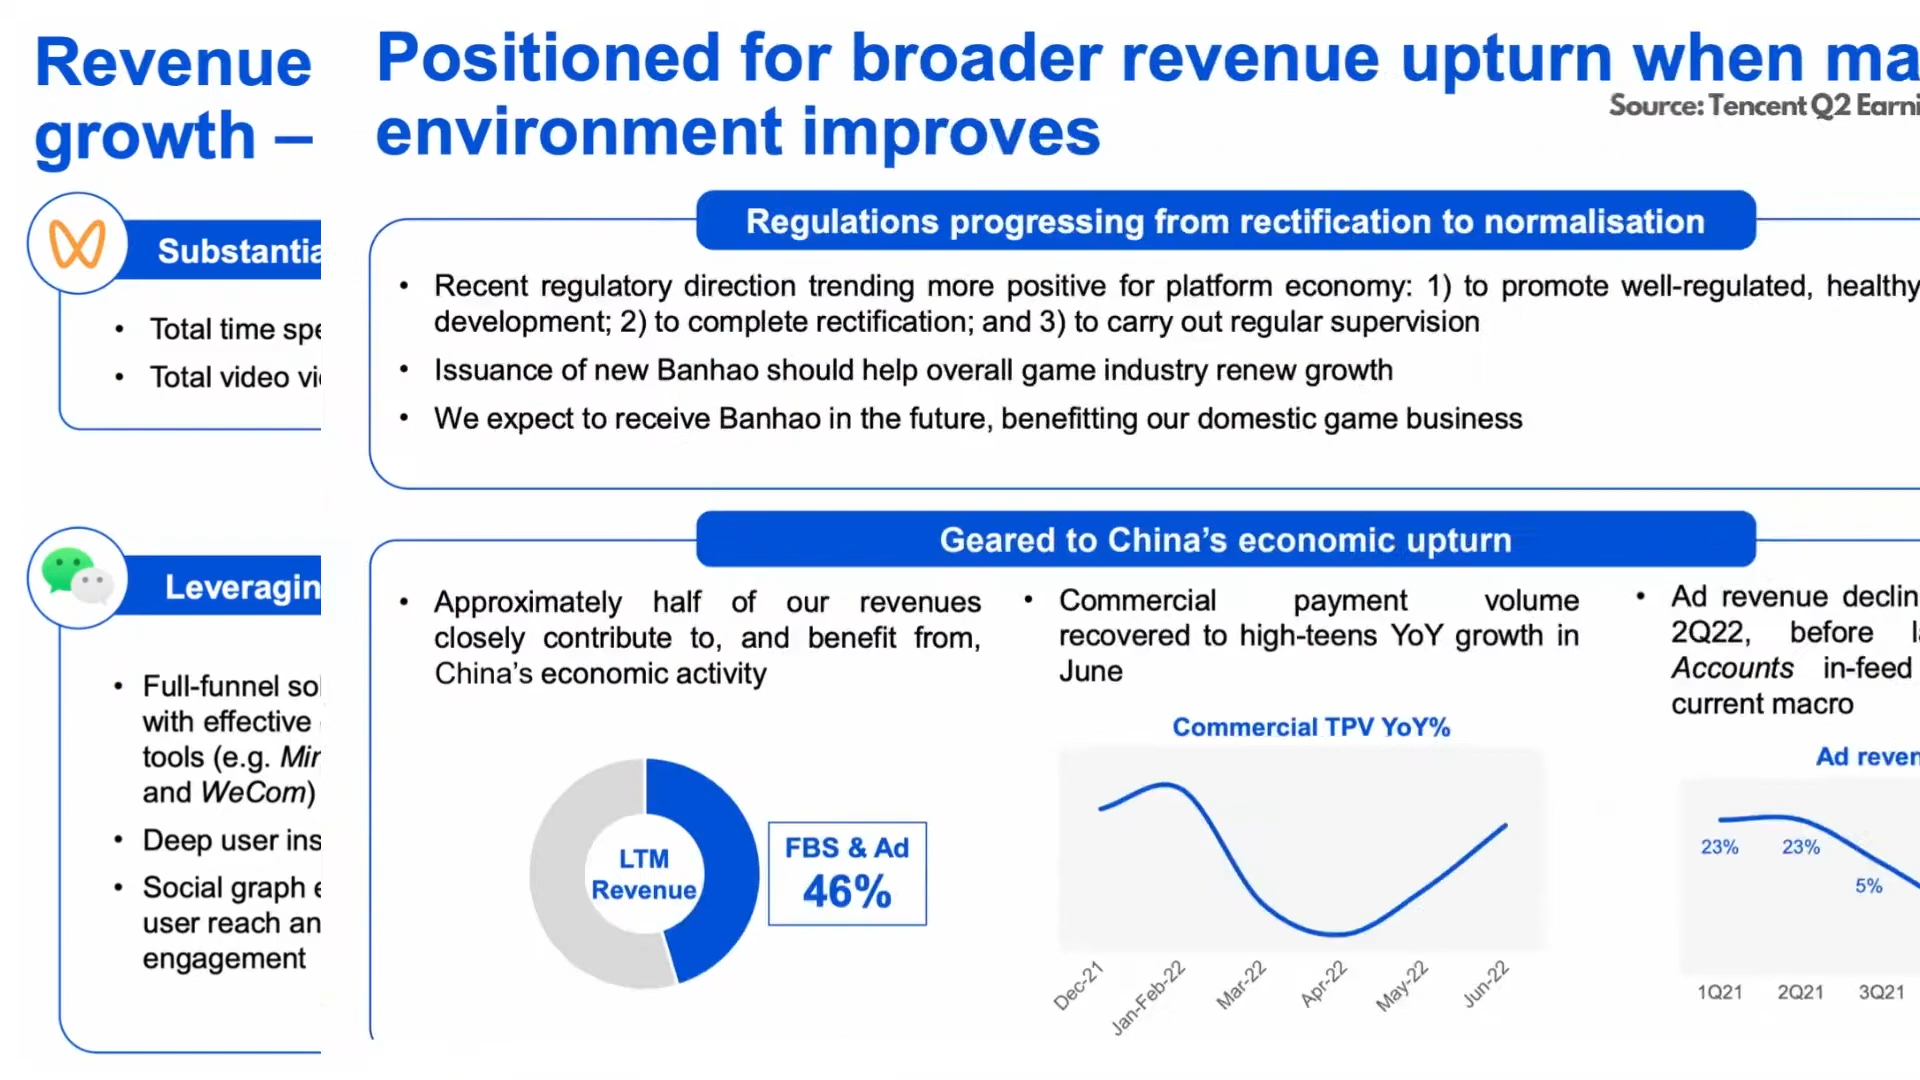 Revenue
growth –
Substantia
Total time spe
Total video vi
Leveragin
• Full-funnel so
with effective
tools (e.g. Mir
and WeCom)
• Deep user ins
• Social graph e
user reach an
engagement
Positioned for broader revenue upturn when ma
environment improves
Source: Tencent Q2 Earni
Regulations progressing from rectification to normalisation
• Recent regulatory direction trending more positive for platform economy: 1) to promote well-regulated, healthy
development; 2) to complete rectification; and 3) to carry out regular supervision
• Issuance of new Banhao should help overall game industry renew growth
• We expect to receive Banhao in the future, benefitting our domestic game business
Geared to China’s economic upturn
• Approximately half of our revenues
closely contribute to, and benefit from,
China’s economic activity
LTM
Revenue
FBS & Ad
46%
• Commercial payment volume
recovered to high-teens YoY growth in
June
Commercial TPV YoY%
Dec-21
Jan-Feb-22
Mar-22
Apr-22
May-22
Jun-22
• Ad revenue declin
2Q22, before l
Accounts in-feed
current macro
Ad reven
23%
23%
5%
1Q21
2Q21
3Q21